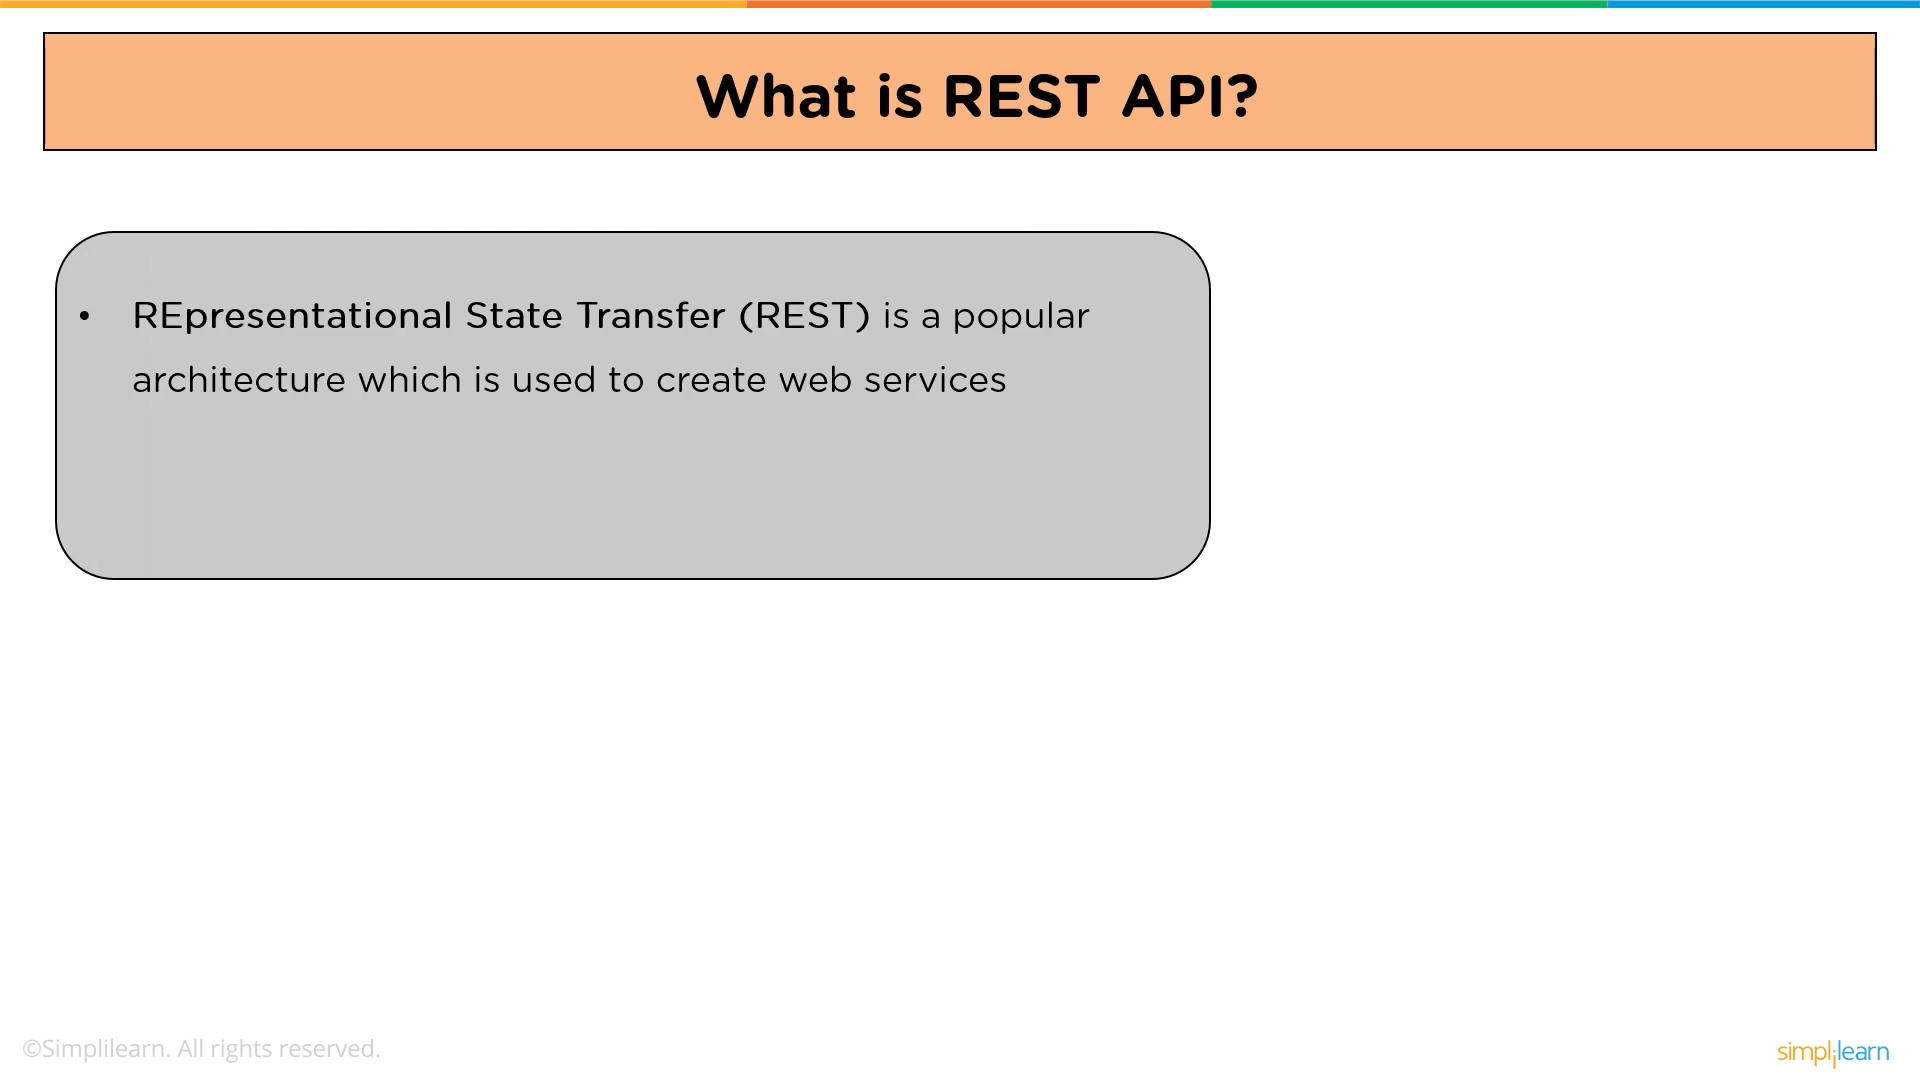 What is REST API?
• REpresentational State Transfer (REST) is a popular
architecture which is used to create web services
©Simplilearn. All rights reserved.
simplilearn